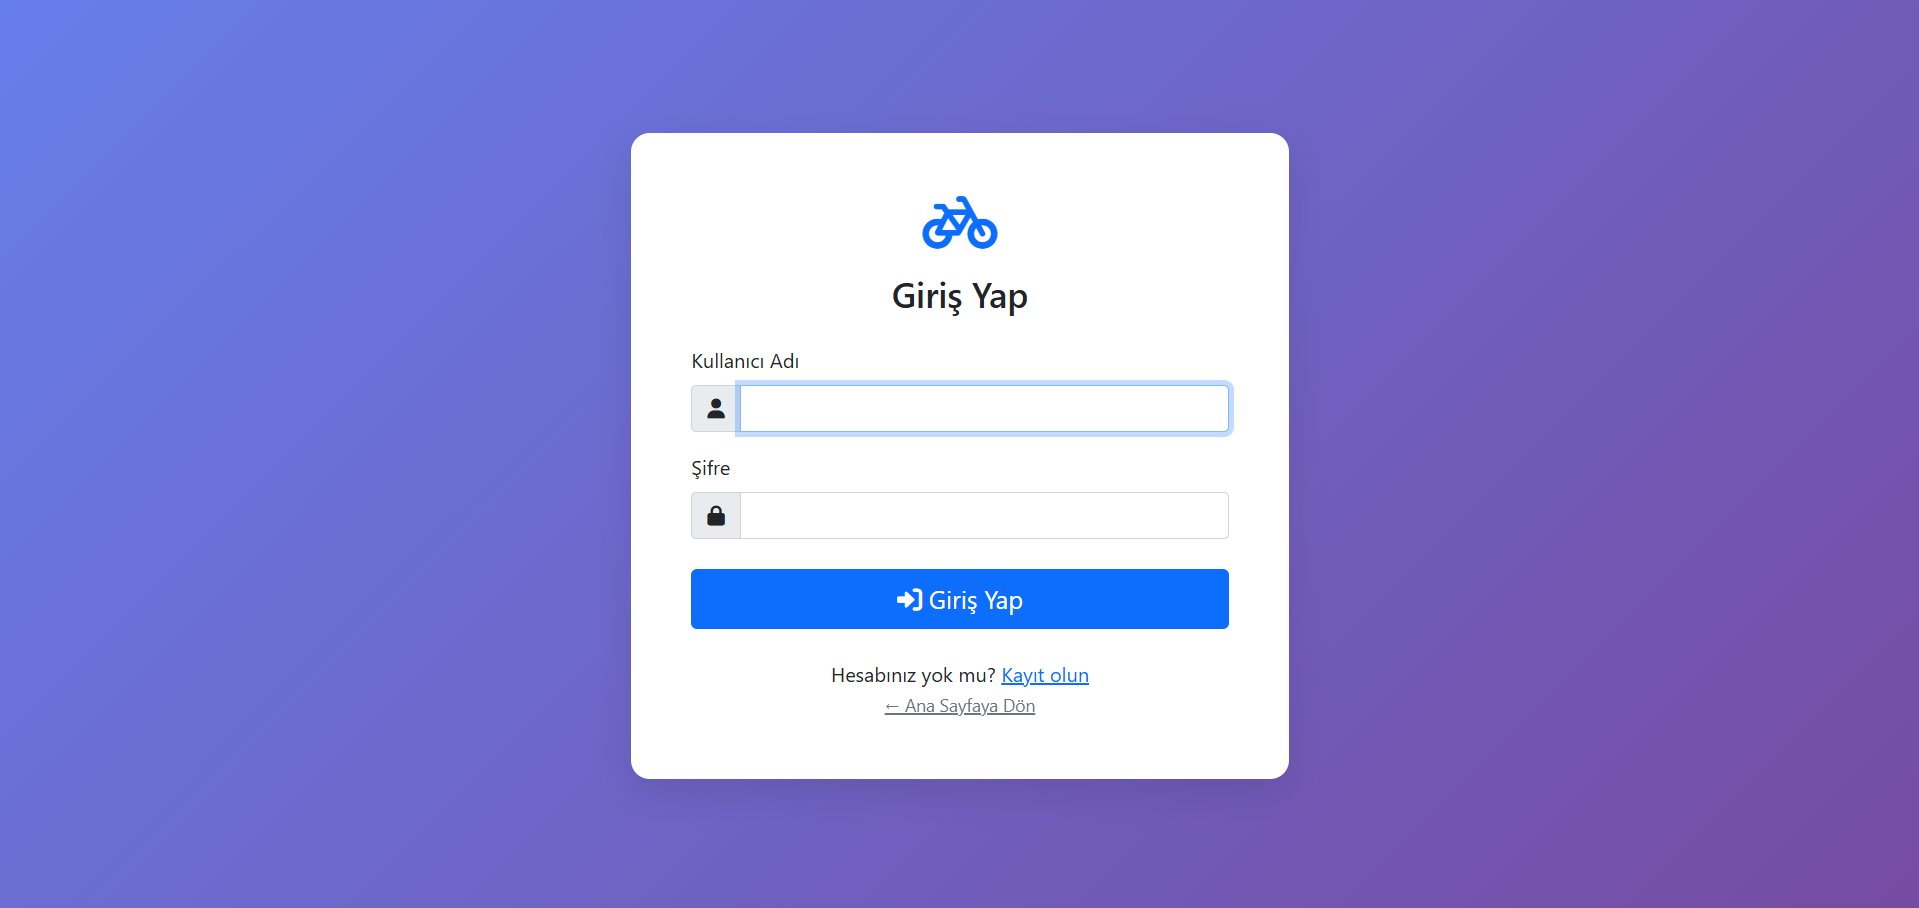 Giriş Yap
Kullanıcı Adı
Şifre
Giriş Yap
Hesabınız yok mu? Kayıt olun
← Ana Sayfaya Dön